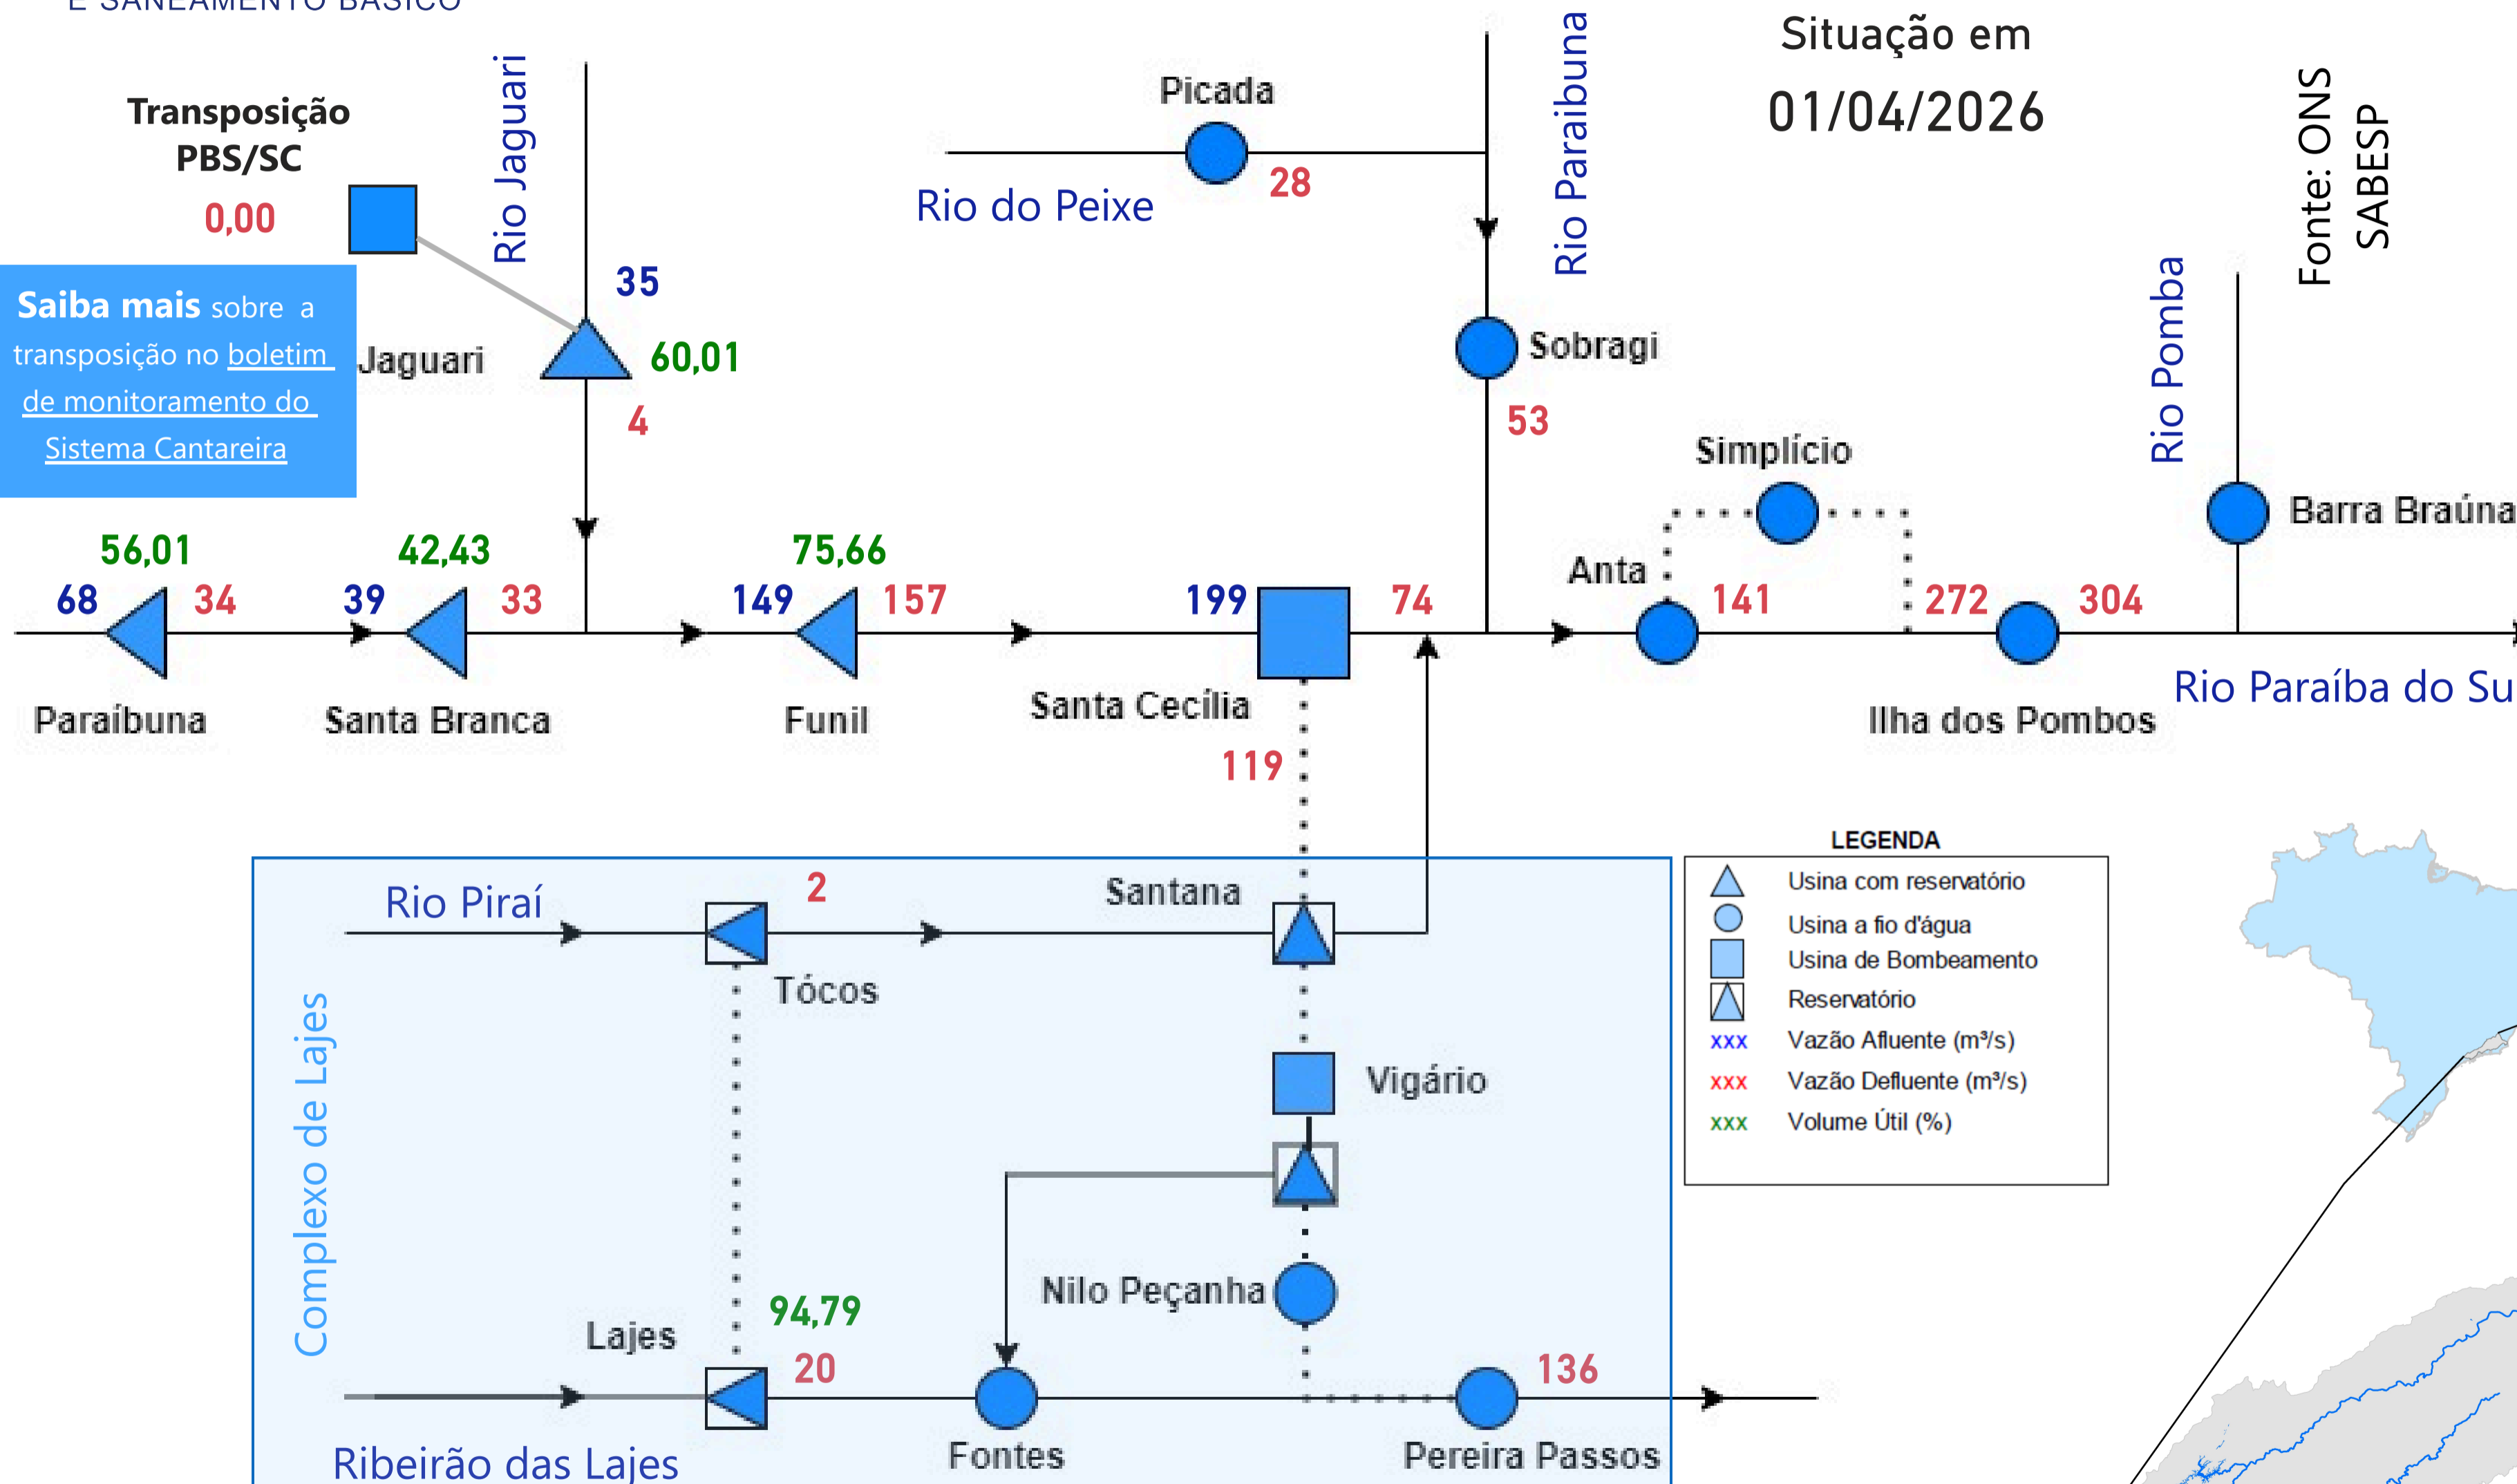 E SANEAMENTO BÁSICO
Situação em
01/04/2026
Fonte: ONS
SABESP
Transposição
PBS/SC
0,00
Rio Jaguari
35
Jaguari
60,01
4
Saiba mais sobre a
transposição no boletim
de monitoramento do
Sistema Cantareira
Picada
28
Rio do Peixe
Rio Paraibuna
Sobragi
53
Simplício
Rio Pomba
Barra Braúna
56,01
68
34
Paraíbuna
42,43
39
33
Santa Branca
75,66
149
157
Funil
199
74
Santa Cecília
119
Anta
141
272
304
Ilha dos Pombos
Rio Paraíba do Su
Complexo de Lajes
Rio Piraí
2
Tócos
Santana
Vigário
Nilo Peçanha
Lajes
94,79
20
136
Ribeirão das Lajes
Fontes
Pereira Passos
LEGENDA
Usina com reservatório
Usina a fio d'água
Usina de Bombeamento
Reservatório
xxx Vazão Afluente (m³/s)
xxx Vazão Defluente (m³/s)
xxx Volume Útil (%)